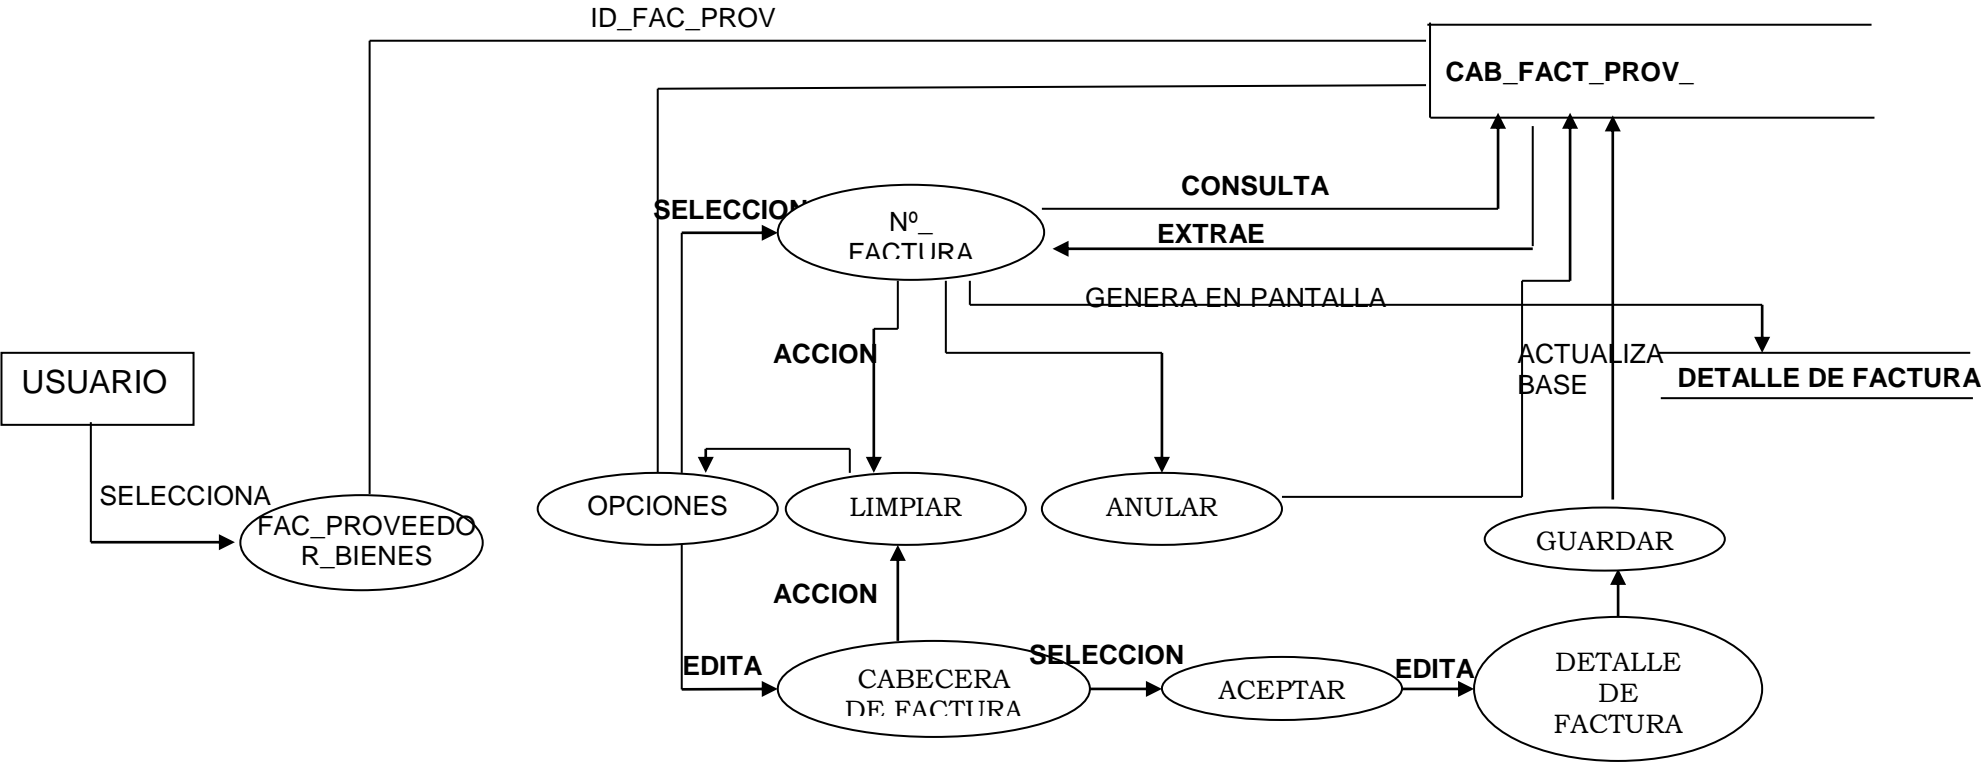 ID_FAC_PROV
CAB_FACT_PROV_
CONSULTA
SELECCION
Nº_
FACTURA
EXTRAE
GENERA EN PANTALLA
ACCION
ACTUALIZA
BASE
USUARIO
DETALLE DE FACTURA
SELECCIONA
OPCIONES
LIMPIAR
ANULAR
FAC_PROVEEDO
R_BIENES
GUARDAR
ACCION
EDITA
CABECERA
DE FACTURA
SELECCION
ACEPTAR
EDITA
DETALLE
DE
FACTURA